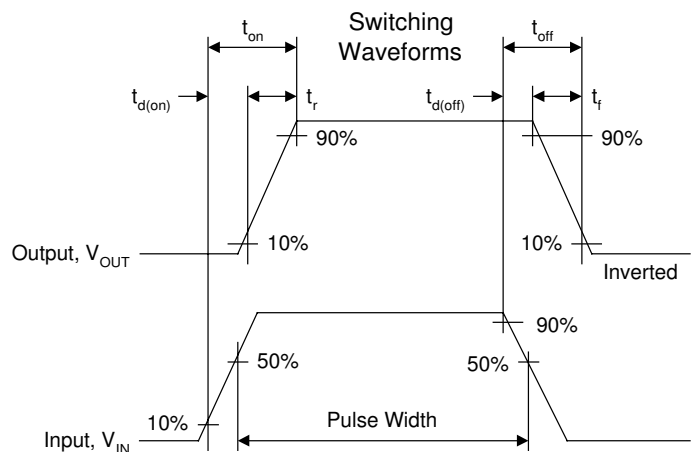 Switching
Waveforms
t_on
t_off
t_d(on)
t_r
t_d(off)
t_f
90%
90%
10%
10%
Output, V_OUT
Inverted
90%
50%
50%
10%
Pulse Width
Input, V_IN